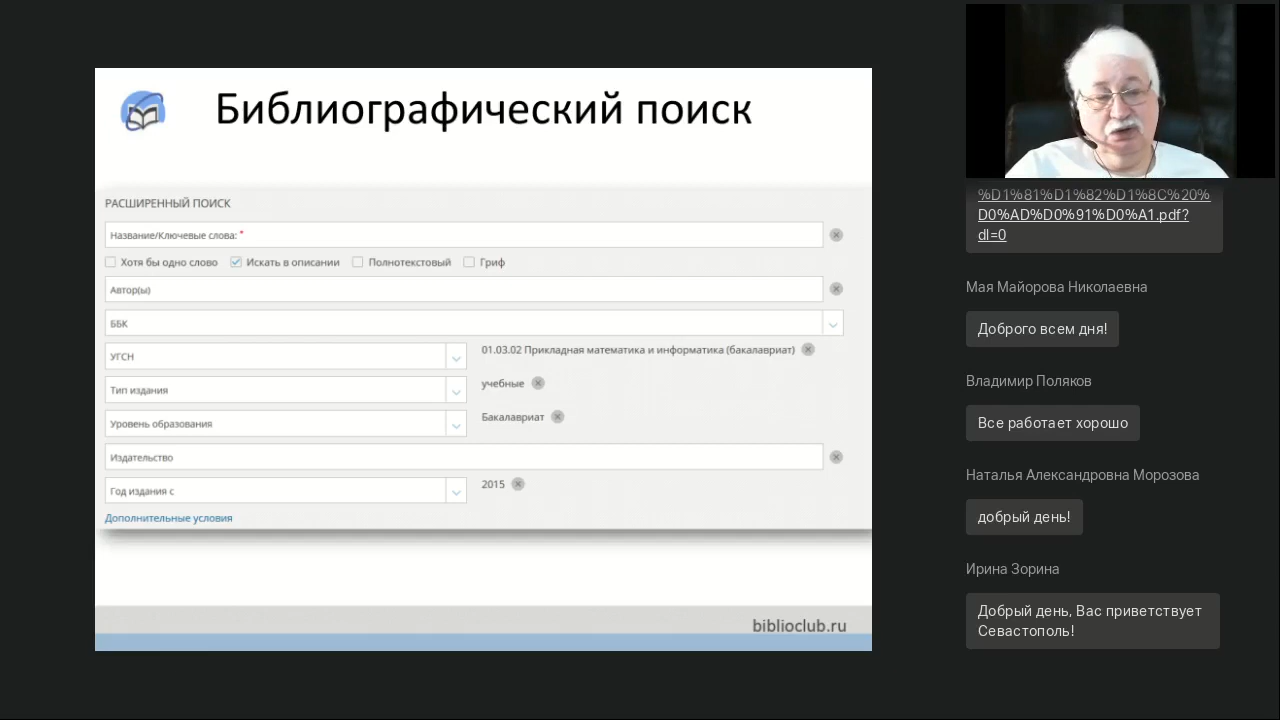 Библиографический поиск
РАСШИРЕННЫЙ ПОИСК
Название/Ключевые слова: *
Хотя бы одно слово Искать в описании Полнотекстовый Гриф
Автор(ы)
ББК
УГСН 01.03.02 Прикладная математика и информатика (бакалавриат)
Тип издания учебные
Уровень образования Бакалавриат
Издательство
Год издания с 2015
Дополнительные условия
biblioclub.ru
%D1%81%D1%82%D1%8C%20%
D0%AD%D0%91%D0%A1.pdf?
dl=0
Мая Майорова Николаевна
Доброго всем дня!
Владимир Поляков
Все работает хорошо
Наталья Александровна Морозова
добрый день!
Ирина Зорина
Добрый день, Вас приветствует
Севастополь!